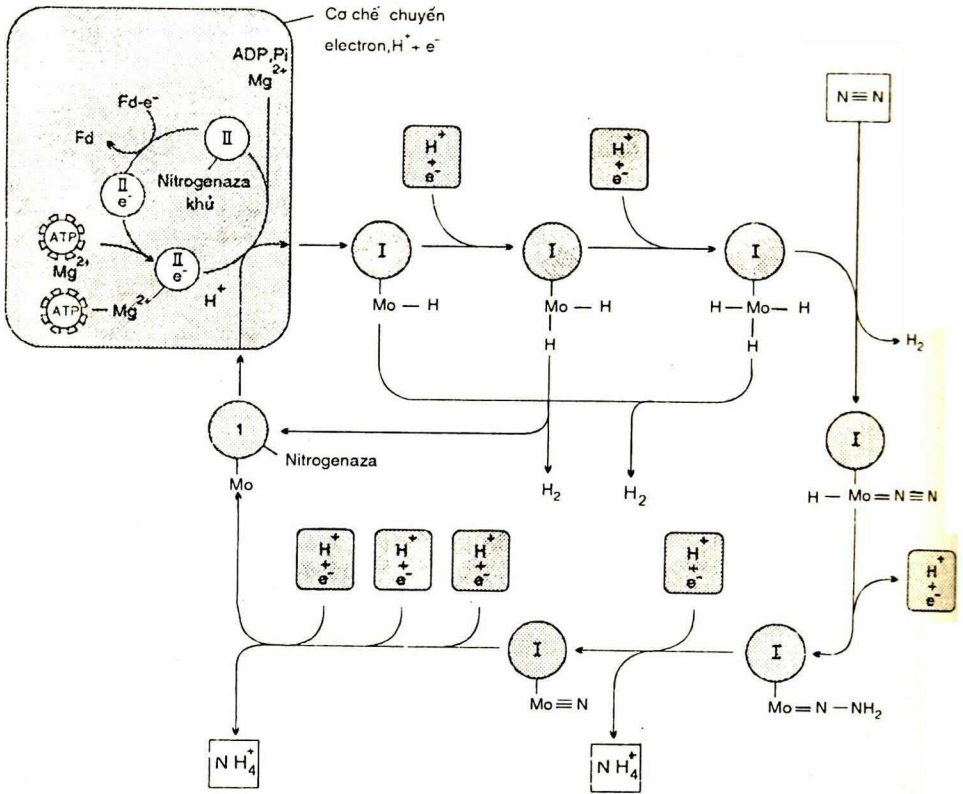 Cơ chế chuyển
electron, H⁺ + e⁻
ADP, Pi
Mg²⁺
Fd-e⁻
Fd
II
II
e⁻
Nitrogenaza
khử
ATP
Mg²⁺
II
e⁻
H⁺
ATP
Mg²⁺
H⁺
+
e⁻
H⁺
+
e⁻
N≡N
I
Mo — H
I
Mo — H
H
I
H—Mo— H
H
H₂
1
Nitrogenaza
Mo
H₂
H₂
I
H — Mo=N≡N
H⁺
+
e⁻
H⁺
+
e⁻
H⁺
+
e⁻
H⁺
+
e⁻
H⁺
+
e⁻
I
Mo≡N
I
Mo=N—NH₂
NH₄⁺
NH₄⁺